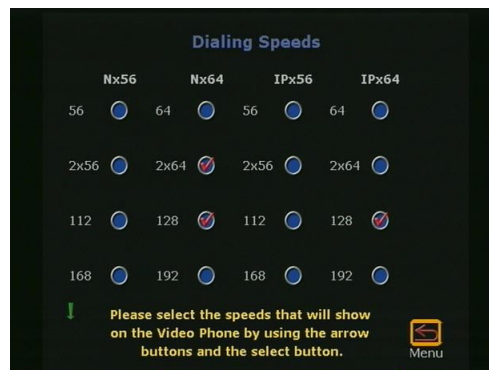 Dialing Speeds
Nx56 Nx64 IPx56 IPx64
56 64 56 64
2x56 2x64 2x56 2x64
112 128 112 128
168 192 168 192
! Please select the speeds that will show
on the Video Phone by using the arrow
buttons and the select button.
Menu